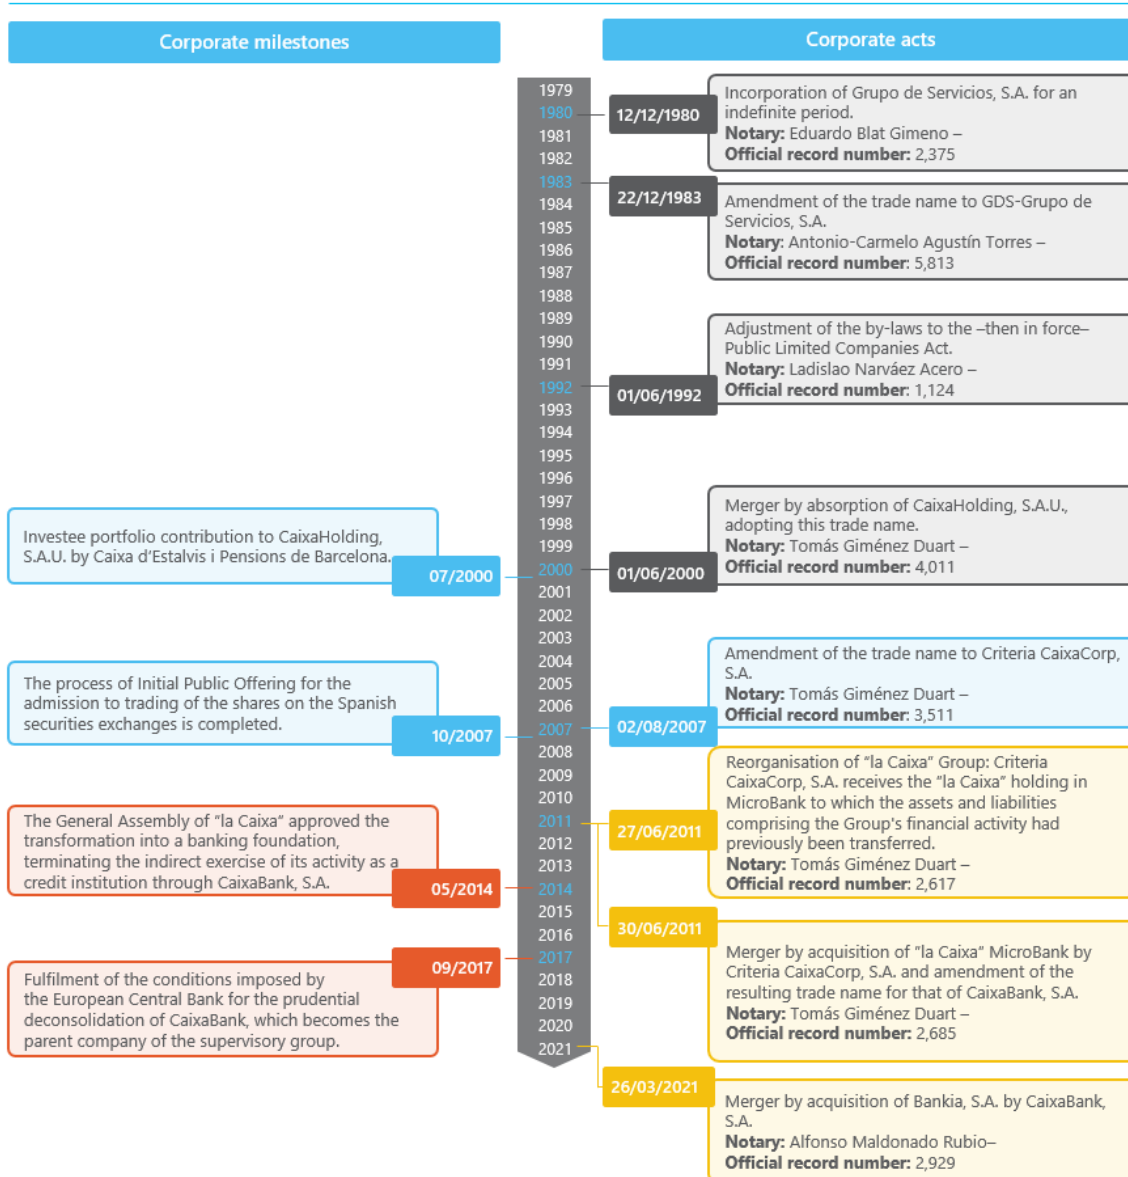 Corporate milestones
Corporate acts
1979
1980
1981
1982
1983
1984
1985
1986
1987
1988
1989
1990
1991
1992
1993
1994
1995
1996
1997
1998
1999
2000
2001
2002
2003
2004
2005
2006
2007
2008
2009
2010
2011
2012
2013
2014
2015
2016
2017
2018
2019
2020
2021
Investee portfolio contribution to CaixaHolding,
S.A.U. by Caixa d’Estalvis i Pensions de Barcelona.
07/2000
The process of Initial Public Offering for the
admission to trading of the shares on the Spanish
securities exchanges is completed.
10/2007
The General Assembly of “la Caixa” approved the
transformation into a banking foundation,
terminating the indirect exercise of its activity as a
credit institution through CaixaBank, S.A.
05/2014
09/2017
Fulfilment of the conditions imposed by
the European Central Bank for the prudential
deconsolidation of CaixaBank, which becomes the
parent company of the supervisory group.
12/12/1980
Incorporation of Grupo de Servicios, S.A. for an
indefinite period.
Notary: Eduardo Blat Gimeno –
Official record number: 2,375
22/12/1983
Amendment of the trade name to GDS-Grupo de
Servicios, S.A.
Notary: Antonio-Carmelo Agustín Torres –
Official record number: 5,813
01/06/1992
Adjustment of the by-laws to the –then in force–
Public Limited Companies Act.
Notary: Ladislao Narváez Acero –
Official record number: 1,124
01/06/2000
Merger by absorption of CaixaHolding, S.A.U.,
adopting this trade name.
Notary: Tomás Giménez Duart –
Official record number: 4,011
02/08/2007
Amendment of the trade name to Criteria CaixaCorp,
S.A.
Notary: Tomás Giménez Duart –
Official record number: 3,511
27/06/2011
Reorganisation of “la Caixa” Group: Criteria
CaixaCorp, S.A. receives the “la Caixa” holding in
MicroBank to which the assets and liabilities
comprising the Group's financial activity had
previously been transferred.
Notary: Tomás Giménez Duart –
Official record number: 2,617
30/06/2011
Merger by acquisition of “la Caixa” MicroBank by
Criteria CaixaCorp, S.A. and amendment of the
resulting trade name for that of CaixaBank, S.A.
Notary: Tomás Giménez Duart –
Official record number: 2,685
26/03/2021
Merger by acquisition of Bankia, S.A. by CaixaBank,
S.A.
Notary: Alfonso Maldonado Rubio–
Official record number: 2,929